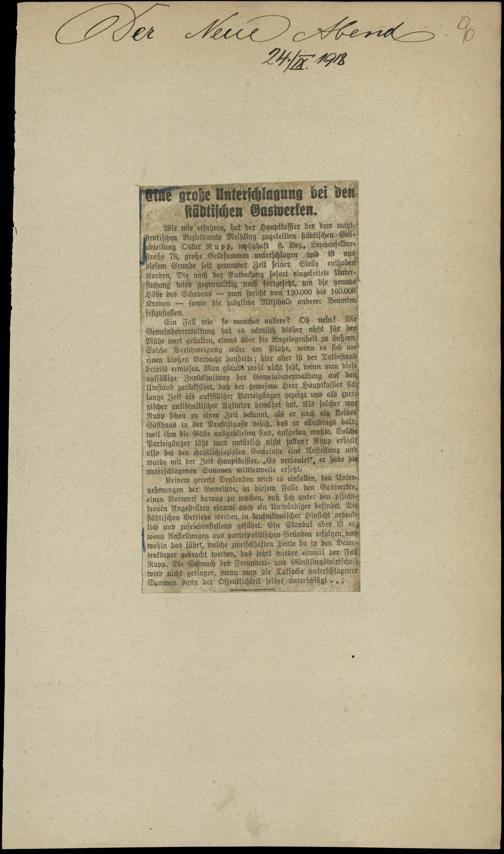 Der Neue Abend
24./IX. 1918
Eine große Unterschlagung bei den
städtischen Gaswerken.
Wie wir erfahren, hat der Hauptkassier der dem magi-
stratischen Bezirksamte Meidling zugeteilten städtischen Gas-
abteilung Oskar Rupp, wohnhaft 8. Bez., Lerchenfelder-
straße 78, große Geldsummen unterschlagen und ist aus
diesem Grunde seit geraumer Zeit seiner Stelle enthoben
worden. Die nach der Entdeckung sofort eingeleitete Unter-
suchung wird gegenwärtig noch fortgesetzt, um die genaue
Höhe des Schadens — man spricht von 120.000 bis 160.000
Kronen — sowie die mögliche Mitschuld anderer Beamten
festzustellen.
Ein Fall wie so mancher andere? Oh nein! Die
Gemeindeverwaltung hat es nämlich bisher nicht für der
Mühe wert gehalten, etwas über die Angelegenheit zu äußern.
Solche Verschweigung wäre am Platze, wenn es sich um
einen bloßen Verdacht handelte; hier aber ist der Tatbestand
bereits erwiesen. Man glaubt wohl nicht fehl, wenn man diese
auffällige Zurückhaltung der Gemeindeverwaltung auf den
Umstand zurückführt, daß der gewesene Herr Hauptkassier sich
lange Zeit als auffälliger Parteigänger gezeigt und als ener-
gischer antisemitischer Agitator bewährt hat. Als solcher war
Rupp schon zu einer Zeit bekannt, als er noch ein kleines
Gasthaus in der Neustiftgasse besaß, das er allerdings bald,
weil ihm die Gäste ausgeblieben sind, aufgeben mußte. Solche
Parteigänger läßt man natürlich nicht fallen: Rupp erhielt
also bei der christlichsozialen Gemeinde eine Anstellung und
wurde mit der Zeit Hauptkassier. „Es verlautet“, er habe die
unterschlagenen Summen mittlerweile ersetzt.
Keinem gerecht Denkenden wird es einfallen, den Unter-
nehmungen der Gemeinde, in diesem Falle den Gaswerken,
einen Vorwurf daraus zu machen, daß sich unter den pflicht-
treuen Angestellten einmal auch ein Unwürdiger befindet. Die
städtischen Betriebe werden in kaufmännischer Hinsicht ordent-
lich und zufriedenstellend geführt. Ein Skandal aber ist es,
wenn Anstellungen aus parteipolitischen Gründen erfolgen, und
wohin das führt, welche zweifelhaften Leute da in den Beam-
tenkörper gebracht werden, das zeigt wieder einmal der Fall
Rupp. Die Schmach der Freunderl- und Günstlingswirtschaft
wird nicht geringer, wenn man die Tatsache unterschlagener
Summen dann der Öffentlichkeit selber unterschlägt . . .